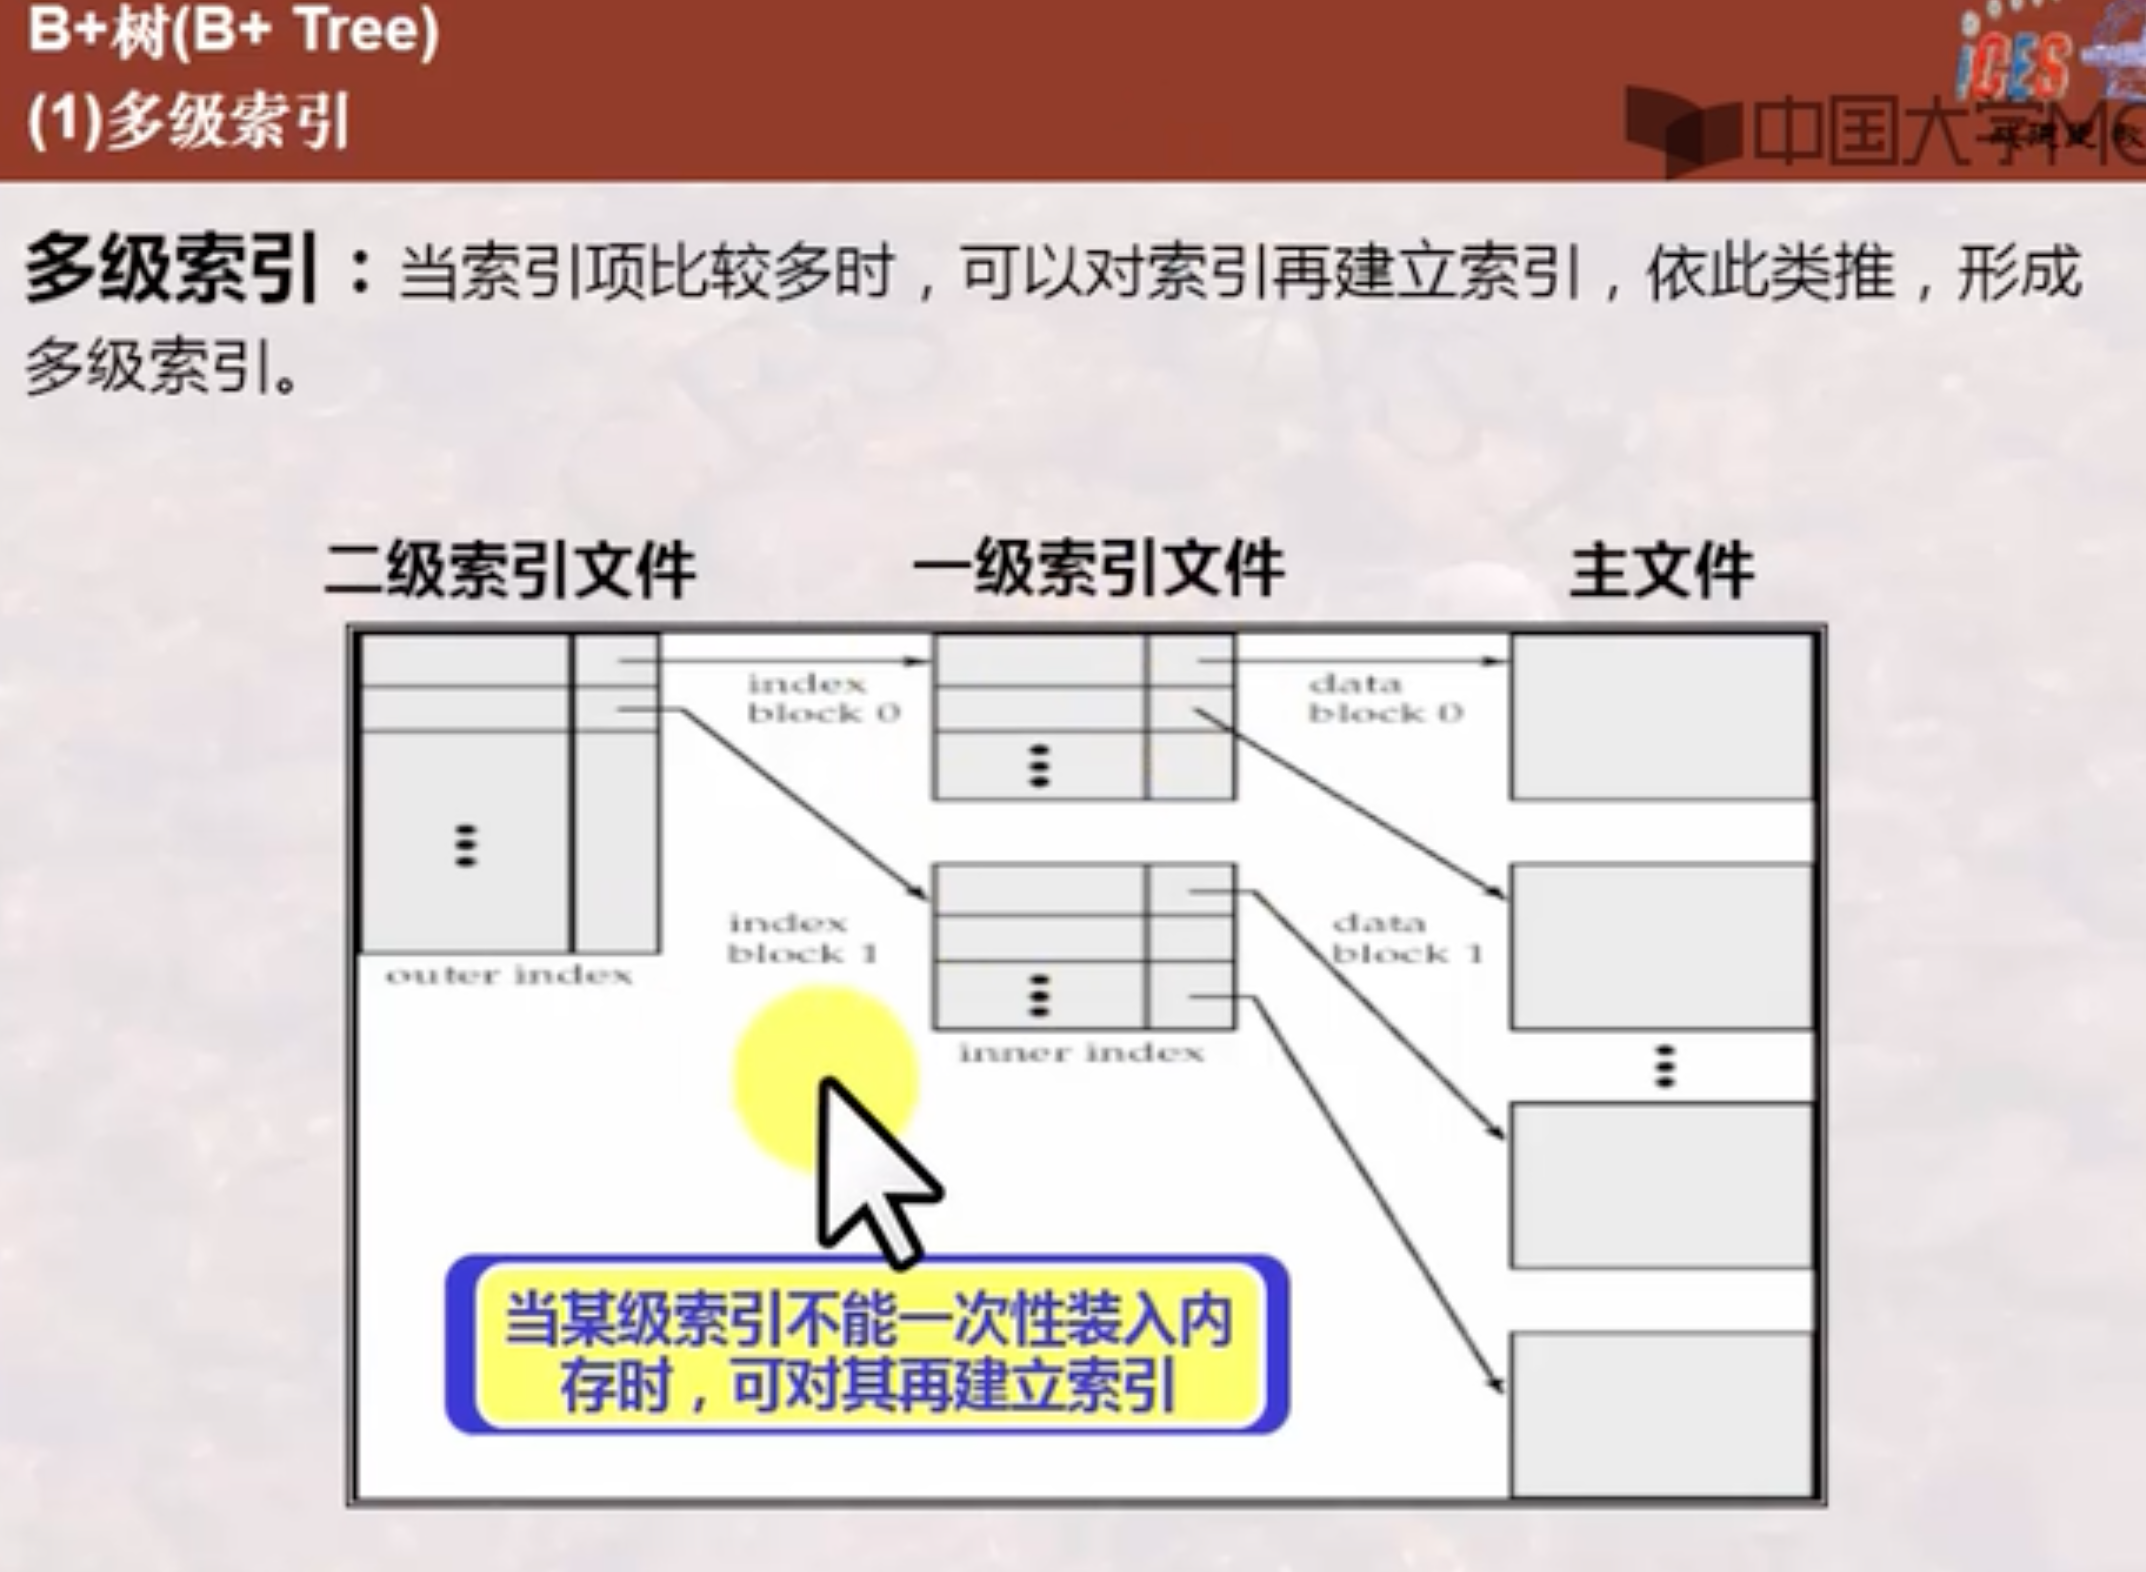 B+树(B+ Tree)
(1)多级索引
iCES
中国大学MO
多级索引：当索引项比较多时，可以对索引再建立索引，依此类推，形成
多级索引。
二级索引文件 一级索引文件 主文件
index
block 0
data
block 0
index
block 1
data
block 1
outer index
inner index
当某级索引不能一次性装入内
存时，可对其再建立索引